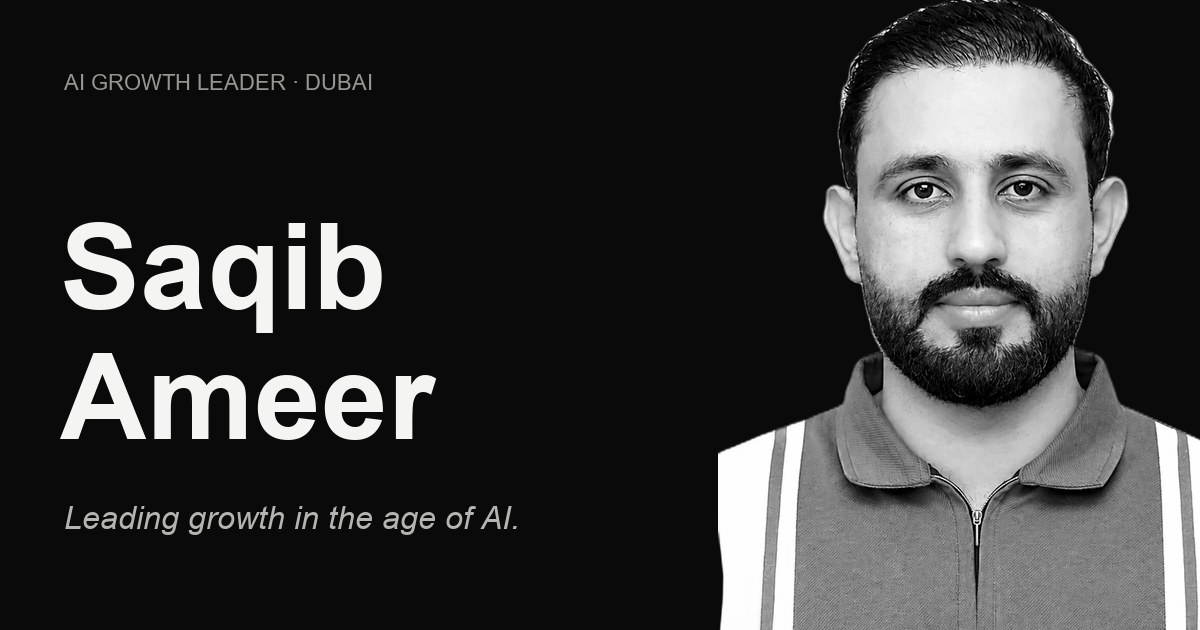 AI GROWTH LEADER · DUBAI
Saqib
Ameer
Leading growth in the age of AI.